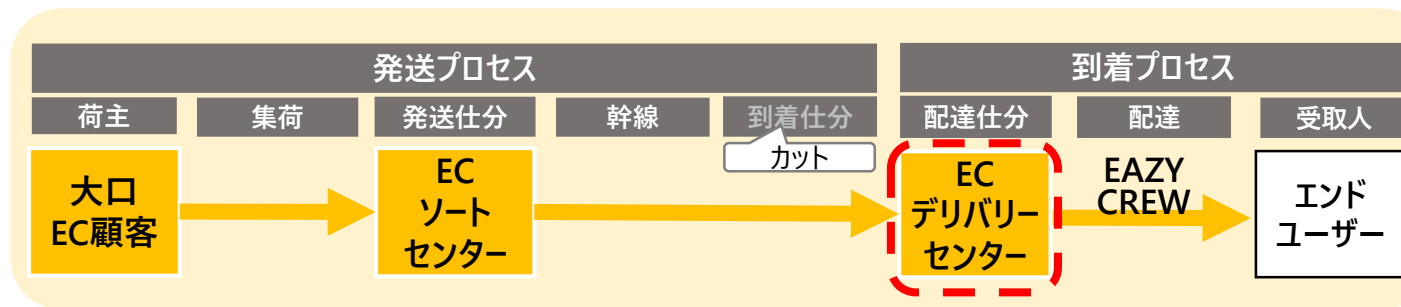 発送プロセス
到着プロセス
荷主
集荷
発送仕分
幹線
到着仕分
配達仕分
配達
受取人
カット
大口
EC顧客
EC
ソート
センター
EC
デリバリー
センター
EAZY
CREW
エンド
ユーザー